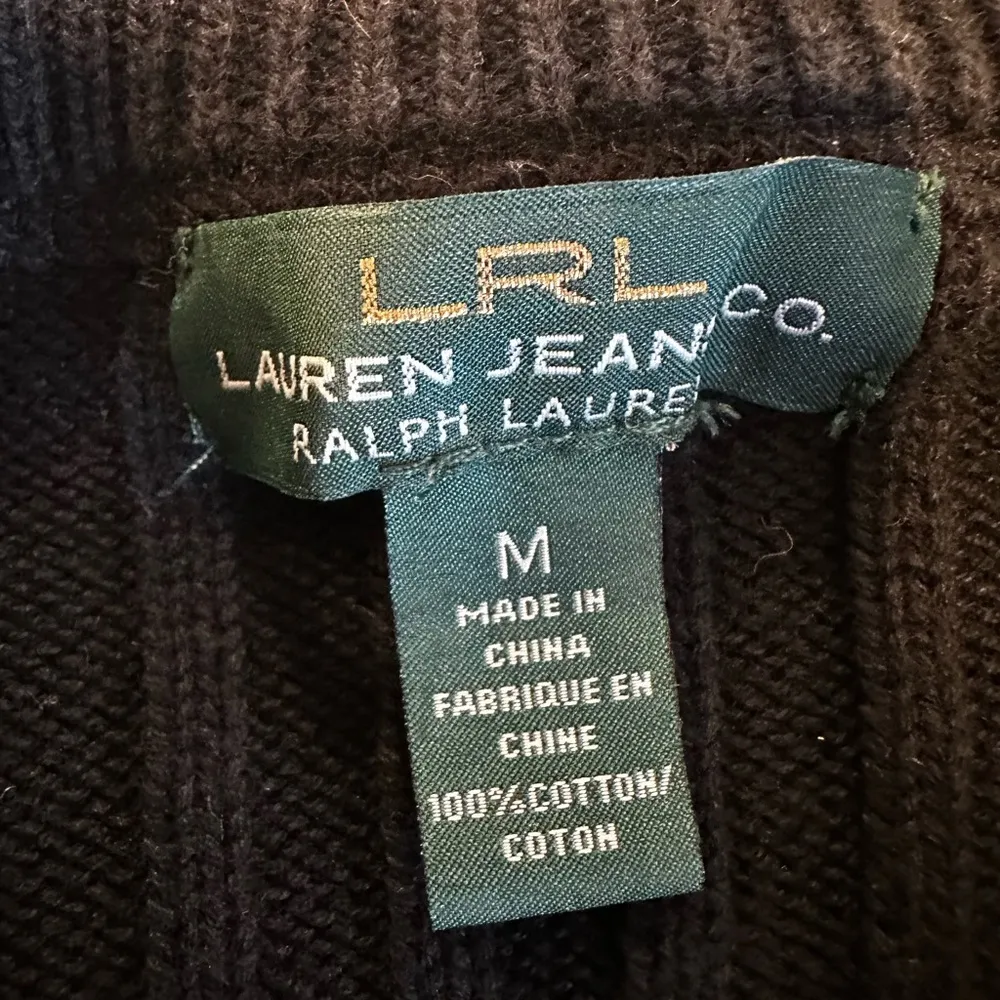 LRL
LAUREN JEAN CO.
RALPH LAURE
M
MADE IN
CHINA
FABRIQUE EN
CHINE
100%COTTON/
COTON